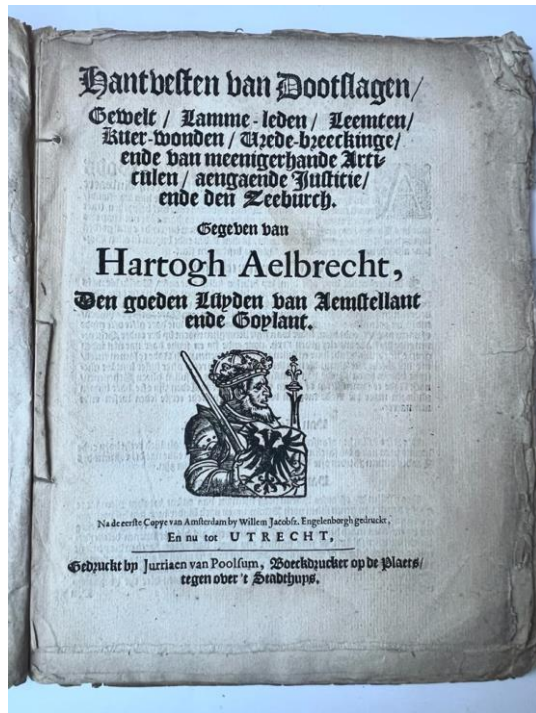 Hantvesten van Dootslagen/
Gewelt / Lamme-leden / Leemten/
Kuer-wonden / Vrede-breeckinge/
ende van meenigerhande Arti-
culen / aengaende Justitie/
ende den Zeeburch.
Gegeven van
Hartogh Aelbrecht,
Den goeden Luyden van Aemstellant
ende Goylant.
Na de eerste Copye van Amsterdam by Willem Jacobsz. Engelenborgh gedruckt,
En nu tot UTRECHT,
Gedruckt by Jurriaen van Poolsum, Boeckdrucker op de Plaets/
tegen over 't Stadthuys.